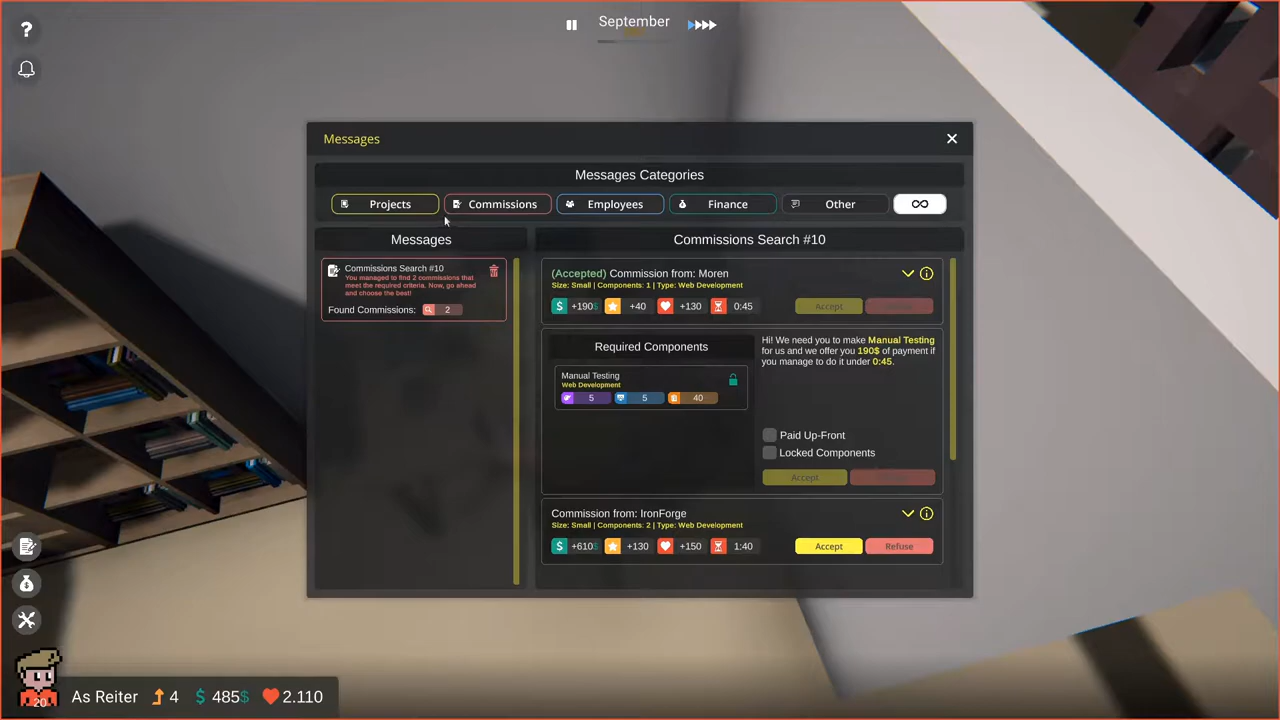 ?
September
Messages
Messages Categories
Projects
Commissions
Employees
Finance
Other
Messages
Commissions Search #10
Commissions Search #10
You managed to find 2 commissions that
meet the required criteria. Now, go ahead
and choose the best!
Found Commissions: 2
(Accepted) Commission from: Moren
Size: Small | Components: 1 | Type: Web Development
$ +190$ +40 +130 0:45
Accept
Required Components
Manual Testing
Web Development
5 5 40
Hi! We need you to make Manual Testing
for us and we offer you 190$ of payment if
you manage to do it under 0:45.
Paid Up-Front
Locked Components
Accept
Commission from: IronForge
Size: Small | Components: 2 | Type: Web Development
$ +610$ +130 +150 1:40
Accept
Refuse
20
As Reiter 4 $ 485$ 2.110